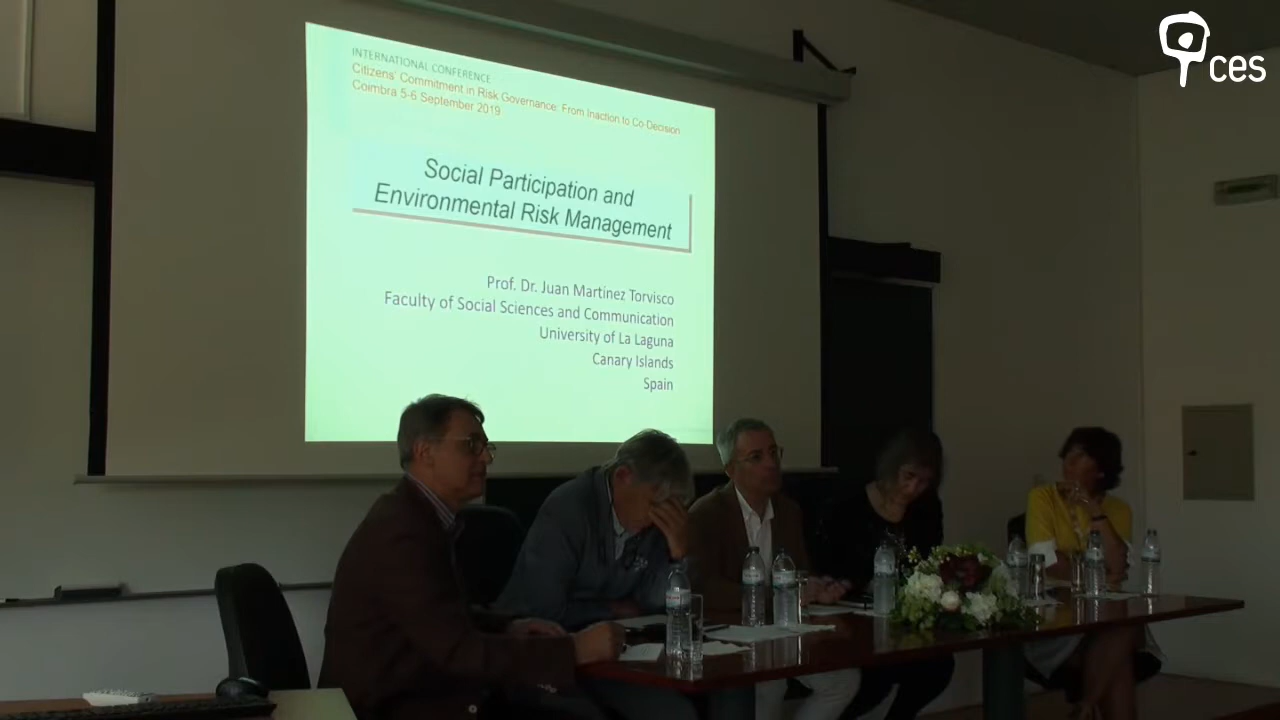 INTERNATIONAL CONFERENCE
Citizens' Commitment in Risk Governance: From Inaction to Co Decision
Coimbra 5-6 September 2019
Social Participation and
Environmental Risk Management
Prof. Dr. Juan Martínez Torvisco
Faculty of Social Sciences and Communication
University of La Laguna
Canary Islands
Spain
ces